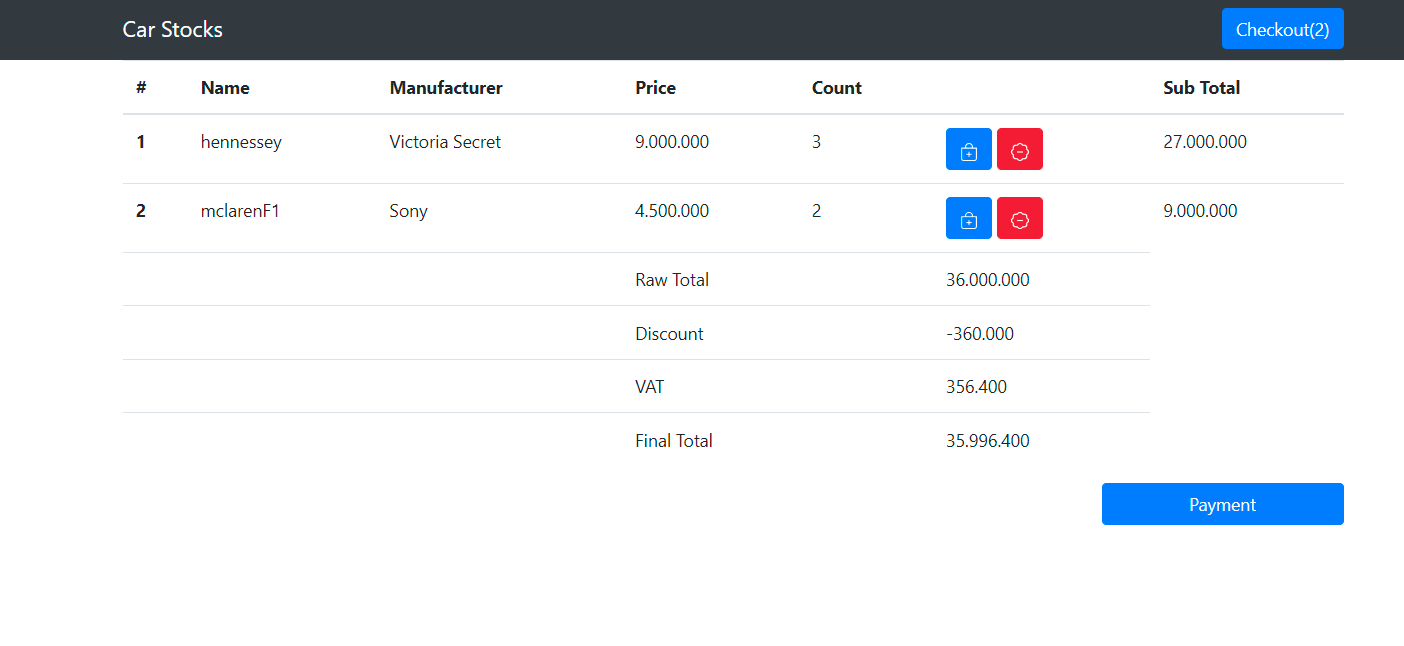 Car Stocks Checkout(2)
# Name Manufacturer Price Count Sub Total
1 hennessey Victoria Secret 9.000.000 3 27.000.000
2 mclarenF1 Sony 4.500.000 2 9.000.000
Raw Total 36.000.000
Discount -360.000
VAT 356.400
Final Total 35.996.400
Payment